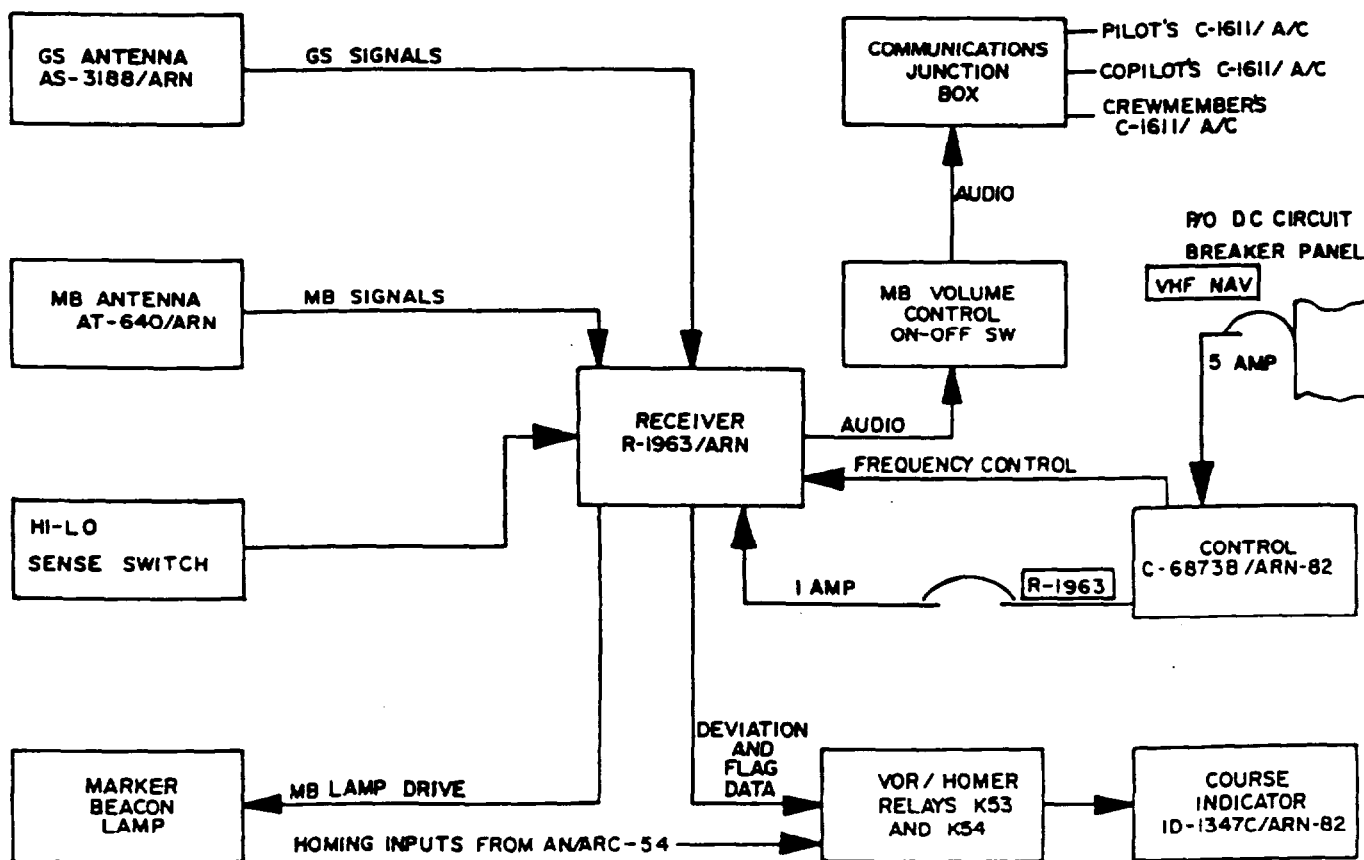 GS ANTENNA
AS-3188/ARN
GS SIGNALS
COMMUNICATIONS
JUNCTION
BOX
PILOT'S C-1611/ A/C
COPILOT'S C-1611/ A/C
CREWMEMBER'S
C-1611/ A/C
AUDIO
P/O DC CIRCUIT
BREAKER PANEL
VHF NAV
5 AMP
MB ANTENNA
AT-640/ARN
MB SIGNALS
MB VOLUME
CONTROL
ON-OFF SW
RECEIVER
R-1963/ARN
AUDIO
FREQUENCY CONTROL
HI-LO
SENSE SWITCH
CONTROL
C-6873B/ARN-82
1 AMP
R-1963
MARKER
BEACON
LAMP
MB LAMP DRIVE
DEVIATION
AND
FLAG
DATA
VOR/HOMER
RELAYS K53
AND K54
COURSE
INDICATOR
ID-1347C/ARN-82
HOMING INPUTS FROM AN/ARC-54